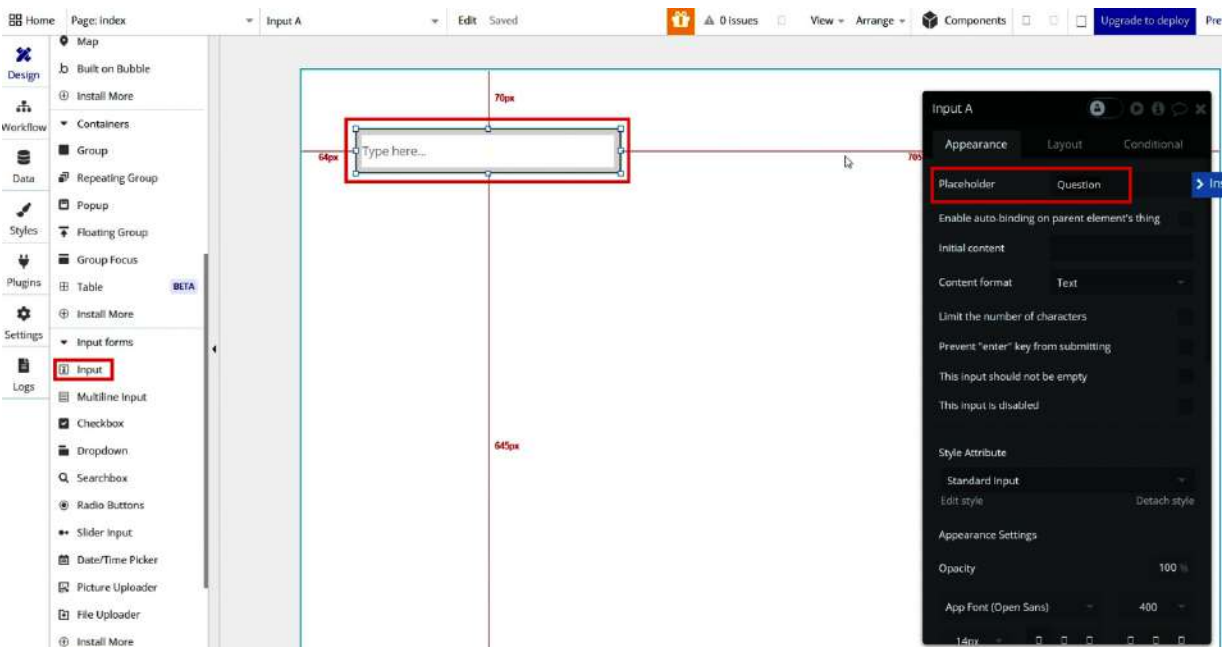 Home Page: index Input A Edit Saved 0 issues View Arrange Components Upgrade to deploy Pre
Design
Workflow
Data
Styles
Plugins
Settings
Logs
Map
Built on Bubble
Install More
Containers
Group
Repeating Group
Popup
Floating Group
Group Focus
Table BETA
Install More
Input forms
Input
Multiline Input
Checkbox
Dropdown
Searchbox
Radio Buttons
Slider Input
Date/Time Picker
Picture Uploader
File Uploader
Install More
70px
64px
Type here...
705
645px
Input A
Appearance Layout Conditional
Placeholder Question
Ins
Enable auto-binding on parent element's thing
Initial content
Content format Text
Limit the number of characters
Prevent "enter" key from submitting
This input should not be empty
This input is disabled
Style Attribute
Standard Input
Edit style Detach style
Appearance Settings
Opacity 100 %
App Font (Open Sans) 400
14px